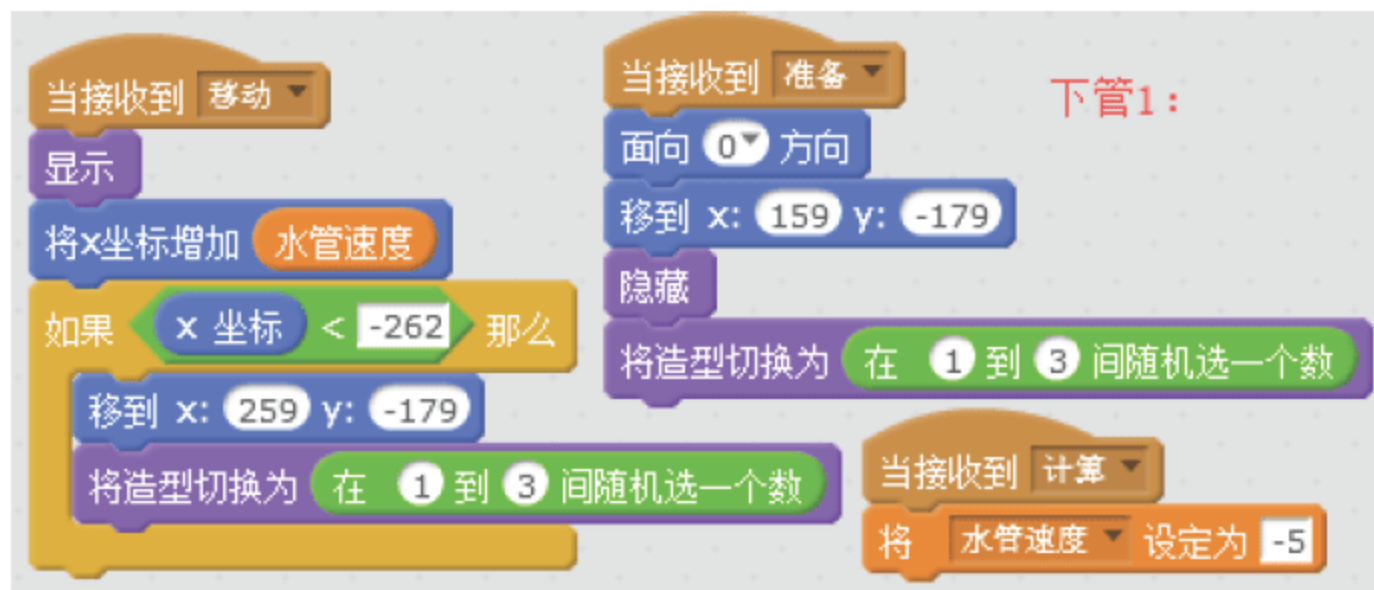 当接收到 移动
显示
将x坐标增加 水管速度
如果 x 坐标 < -262 那么
移到 x: 259 y: -179
将造型切换为 在 1 到 3 间随机选一个数
当接收到 准备
面向 0 方向
移到 x: 159 y: -179
隐藏
将造型切换为 在 1 到 3 间随机选一个数
下管1：
当接收到 计算
将 水管速度 设定为 -5